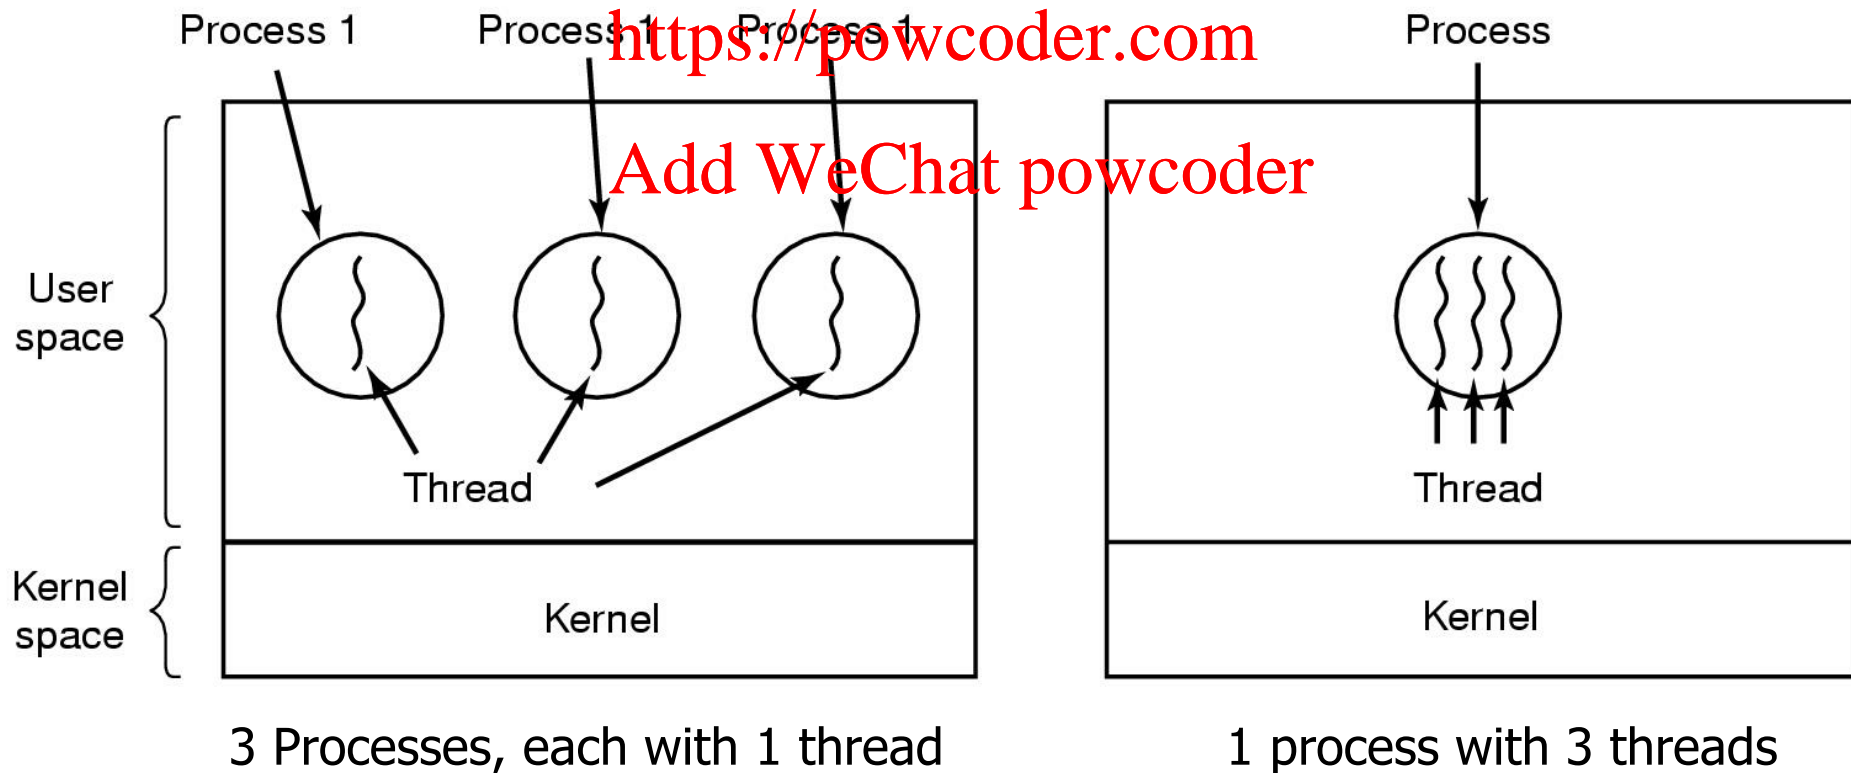 Process 1 Process 1 Process 1 Process
https://powcoder.com
Add WeChat powcoder
User
space
Thread
Thread
Kernel
space
Kernel
Kernel
3 Processes, each with 1 thread
1 process with 3 threads